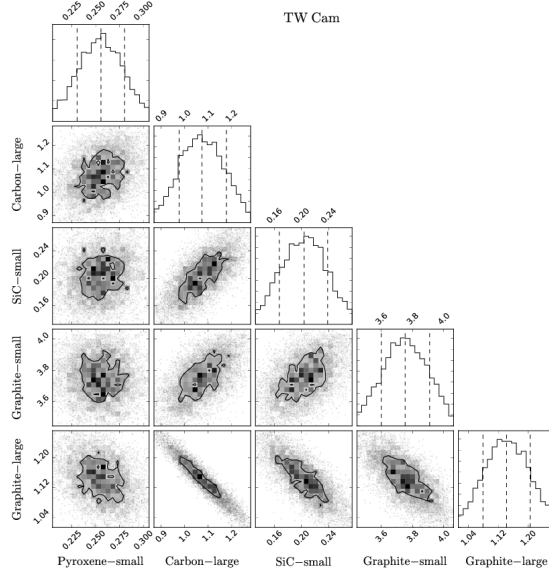 0.225 0.250 0.275 0.300
TW Cam
0.9 1.0 1.1 1.2
Carbon−large
1.2
1.1
1.0
0.9
0.16 0.20 0.24
SiC−small
0.24
0.20
0.16
3.6 3.8 4.0
Graphite−small
4.0
3.8
3.6
1.04 1.12 1.20
Graphite−large
1.20
1.12
1.04
0.225 0.250 0.275 0.300 0.9 1.0 1.1 1.2 0.16 0.20 0.24 3.6 3.8 4.0 1.04 1.12 1.20
Pyroxene−small Carbon−large SiC−small Graphite−small Graphite−large